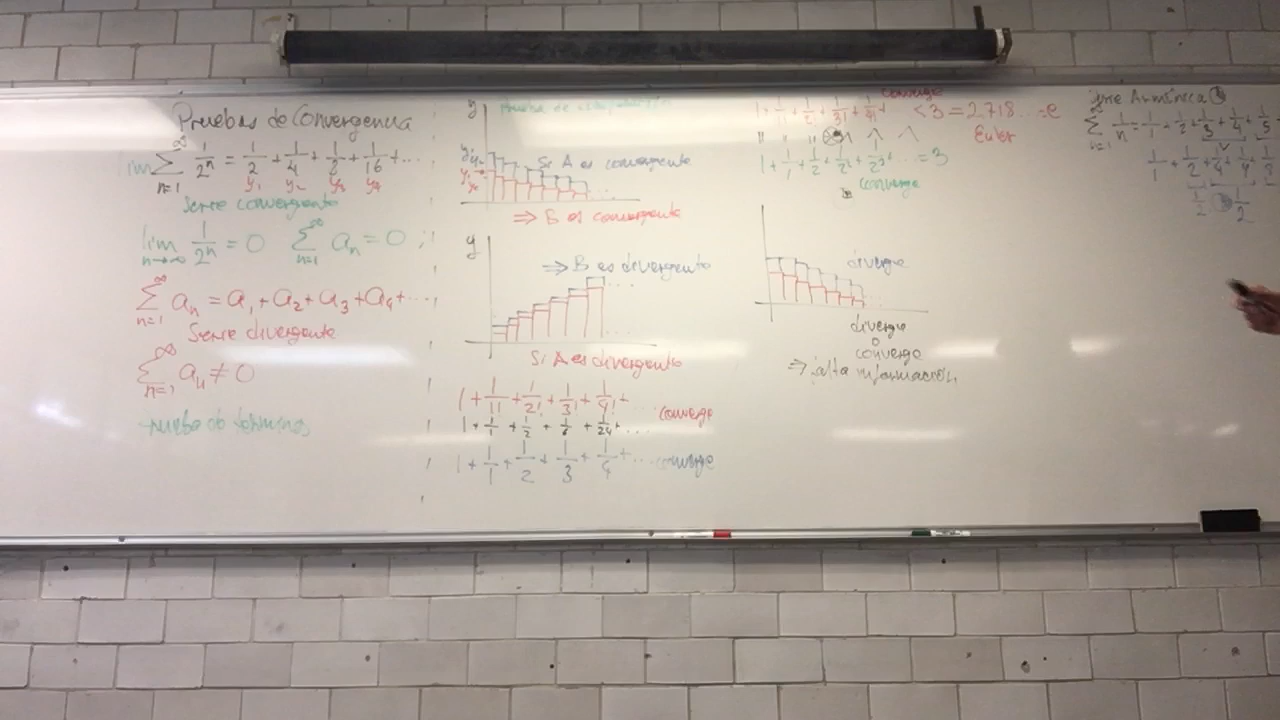 Pruebas de Convergencia
lim ∑ n=1 ∞ 1/2ⁿ = 1/2 + 1/4 + 1/2 + 1/16 + ...
y₁ y₂ y₃ y₄
Serie convergente
lim n→∞ 1/2ⁿ = 0 ∑ n=1 ∞ aₙ = 0
∑ n=1 ∞ aₙ = a₁ + a₂ + a₃ + a₄ + ...
Serie divergente
∑ n=1 ∞ aₙ ≠ 0
Prueba de comparación
y
Si A es convergente
⇒ B es convergente
y
⇒ B es divergente
Si A es divergente
1 + 1/1! + 1/2! + 1/3! + 1/4! +
converge
1 + 1/1 + 1/2 + 1/6 + 1/24 + ...
1 + 1/1 + 1/2 + 1/3 + 1/4 + ... converge
converge
1 + 1/1! + 1/2! + 1/3! + 1/4! + < 3 = 2.718...=e
Euler
1 + 1/1 + 1/2 + 1/2² + 1/2³ + ... = 3
converge
diverge
diverge
o
converge
⇒ falta información
Serie Armónica
∑ n=1 ∞ 1/n = 1/1 + 1/2 + 1/3 + 1/4 + 1/5
1/1 + 1/2 + 1/4 + 1/4 + 1/8
1/2 1/2